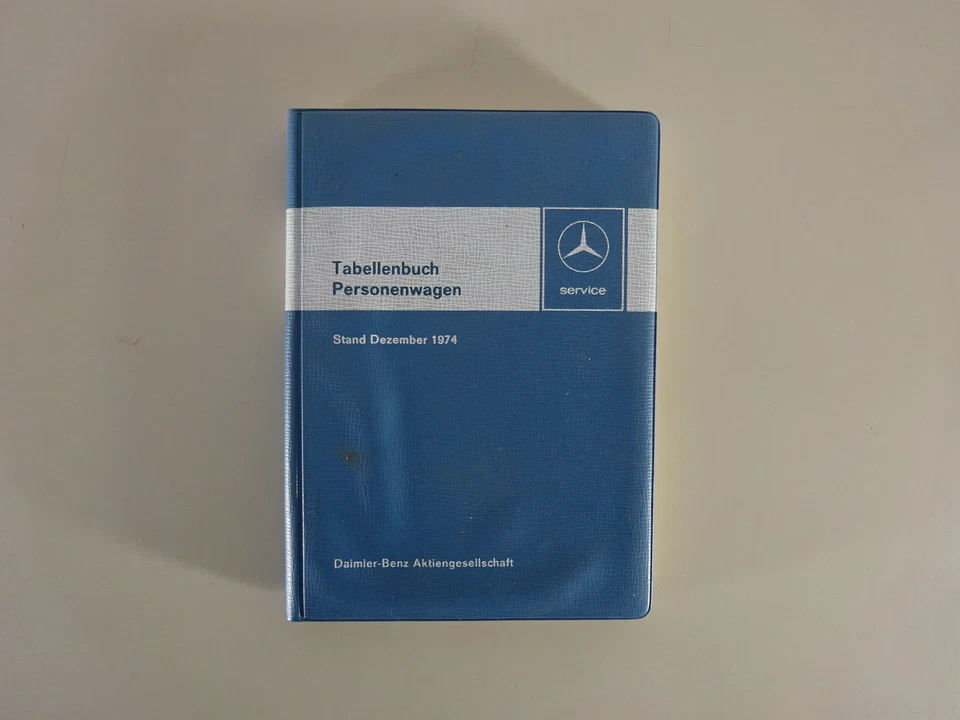 Tabellenbuch
Personenwagen
service
Stand Dezember 1974
Daimler-Benz Aktiengesellschaft